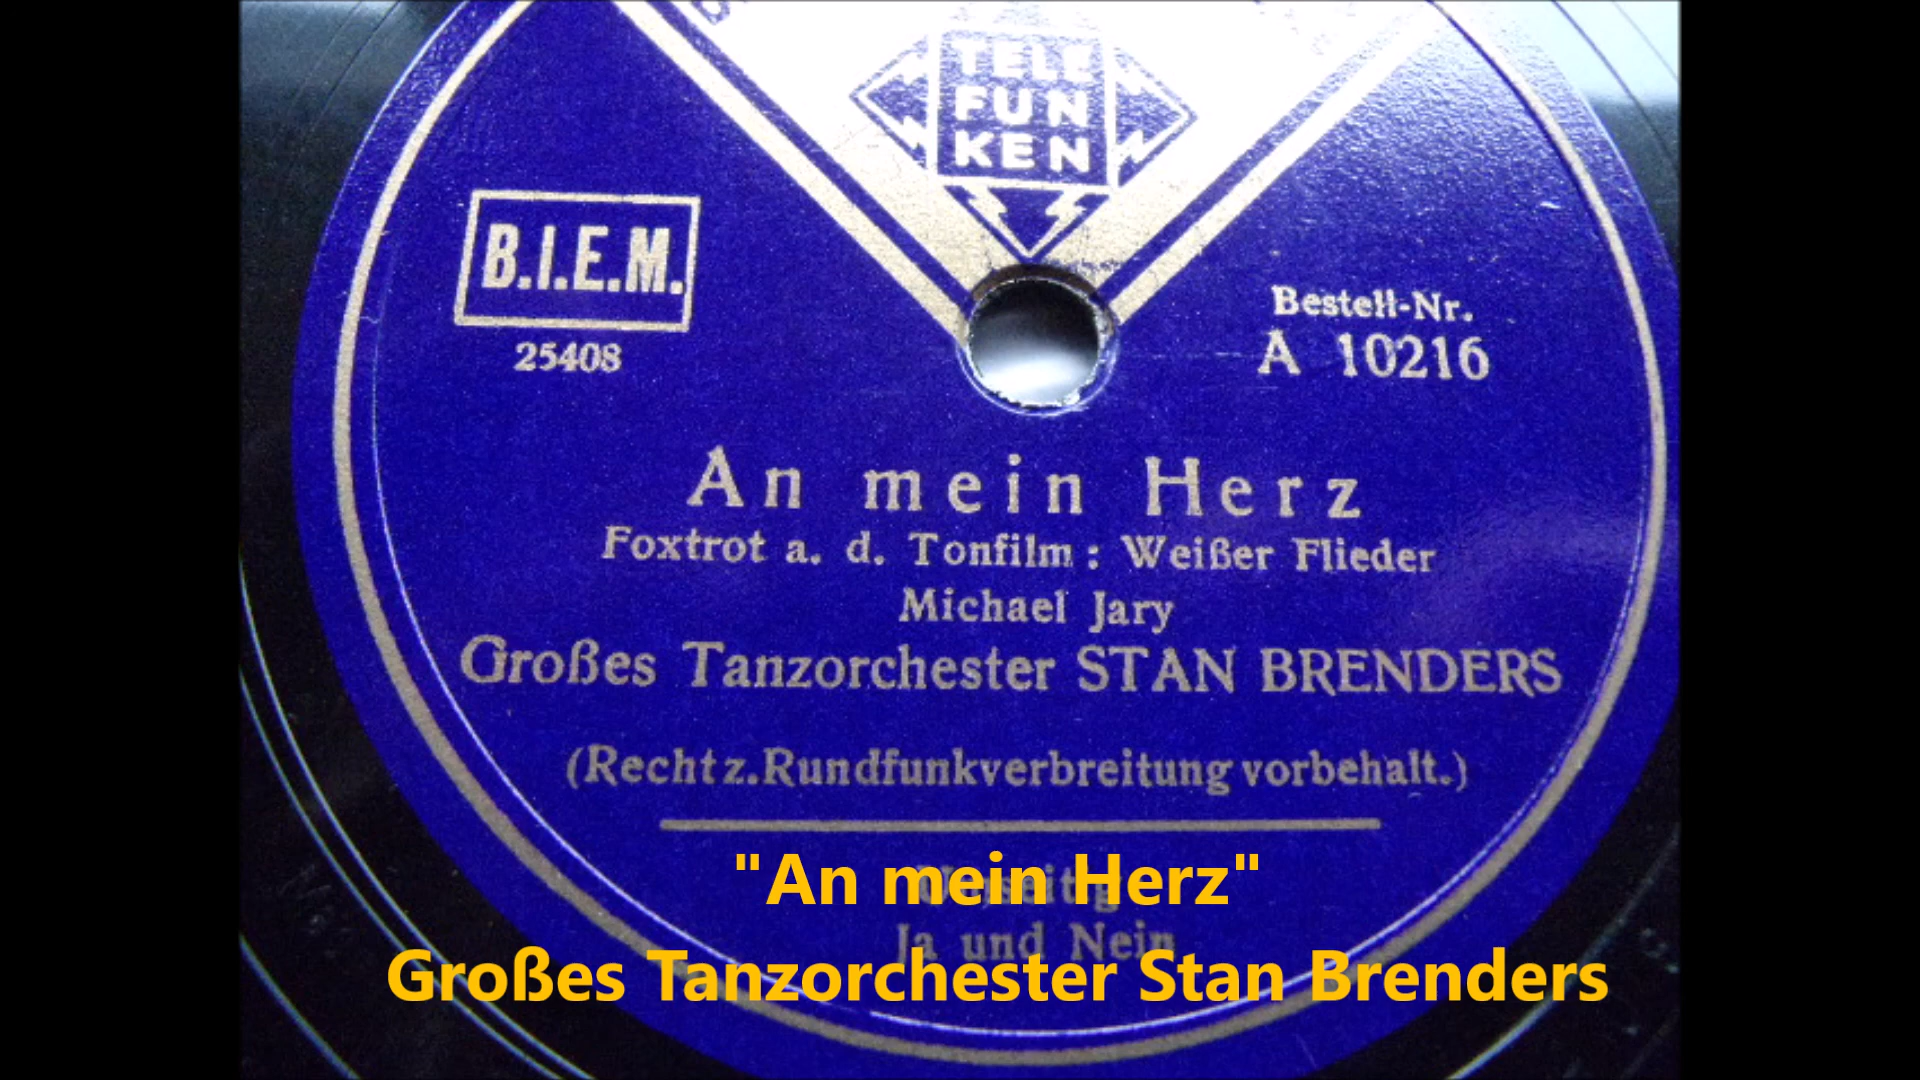 TELE
FUN
KEN
B.I.E.M.
25408
Bestell-Nr.
A 10216
An mein Herz
Foxtrot a. d. Tonfilm: Weißer Flieder
Michael Jary
Großes Tanzorchester STAN BRENDERS
(Recht z. Rundfunkverbreitung vorbehalt.)
"An mein Herz"
Ja und Nein
Großes Tanzorchester Stan Brenders